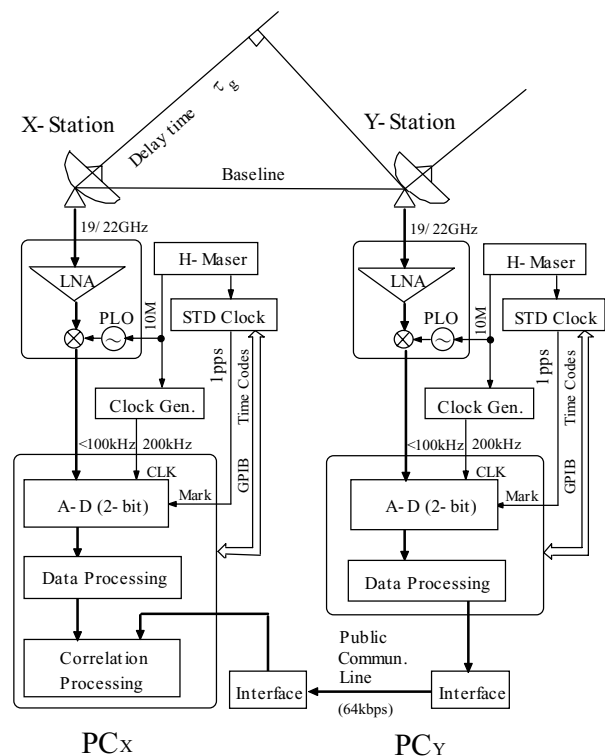 τg
Delay time
X-Station
Y-Station
Baseline
19/22GHz
19/22GHz
H-Maser
H-Maser
LNA
LNA
PLO
PLO
10M
10M
STD Clock
STD Clock
1pps
1pps
Time Codes
Time Codes
Clock Gen.
Clock Gen.
<100kHz
200kHz
<100kHz
200kHz
GPIB
GPIB
CLK
CLK
A-D (2-bit)
Mark
A-D (2-bit)
Mark
Data Processing
Data Processing
Correlation
Processing
Public
Commun.
Line
(64kbps)
Interface
Interface
PCX
PCY